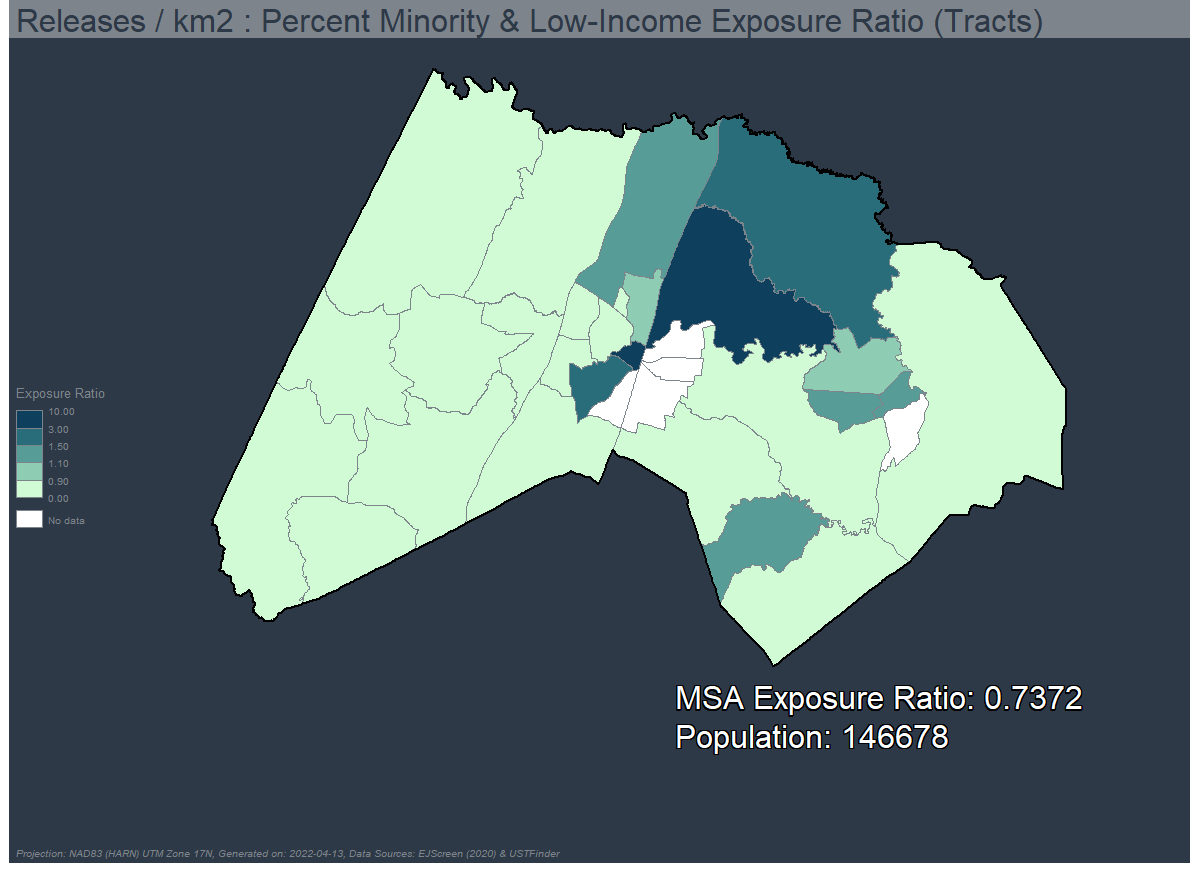 Releases / km2 : Percent Minority & Low-Income Exposure Ratio (Tracts)
Exposure Ratio
10.00
3.00
1.50
1.10
0.90
0.00
No data
MSA Exposure Ratio: 0.7372
Population: 146678
Projection: NAD83 (HARN) UTM Zone 17N, Generated on: 2022-04-13, Data Sources: EJScreen (2020) & USTFinder